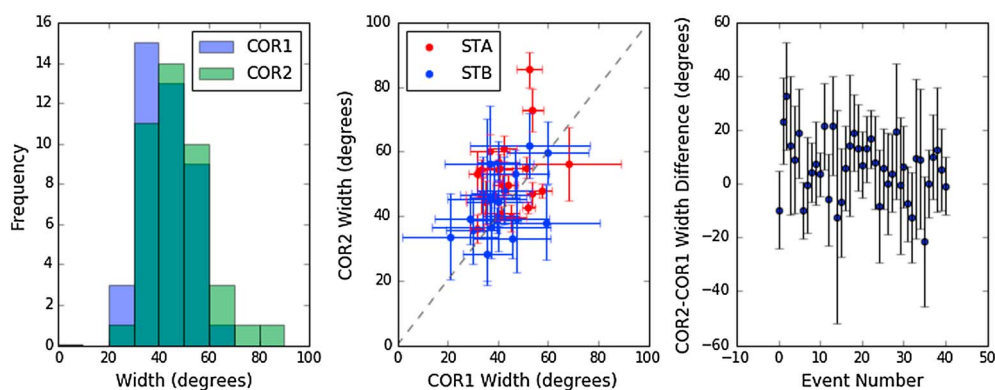 16
14
12
10
8
6
4
2
0
Frequency
0 20 40 60 80 100
Width (degrees)
COR1
COR2
100
80
60
40
20
0
COR2 Width (degrees)
0 20 40 60 80 100
COR1 Width (degrees)
STA
STB
60
40
20
0
−20
−40
−60
COR2-COR1 Width Difference (degrees)
−10 0 10 20 30 40 50
Event Number